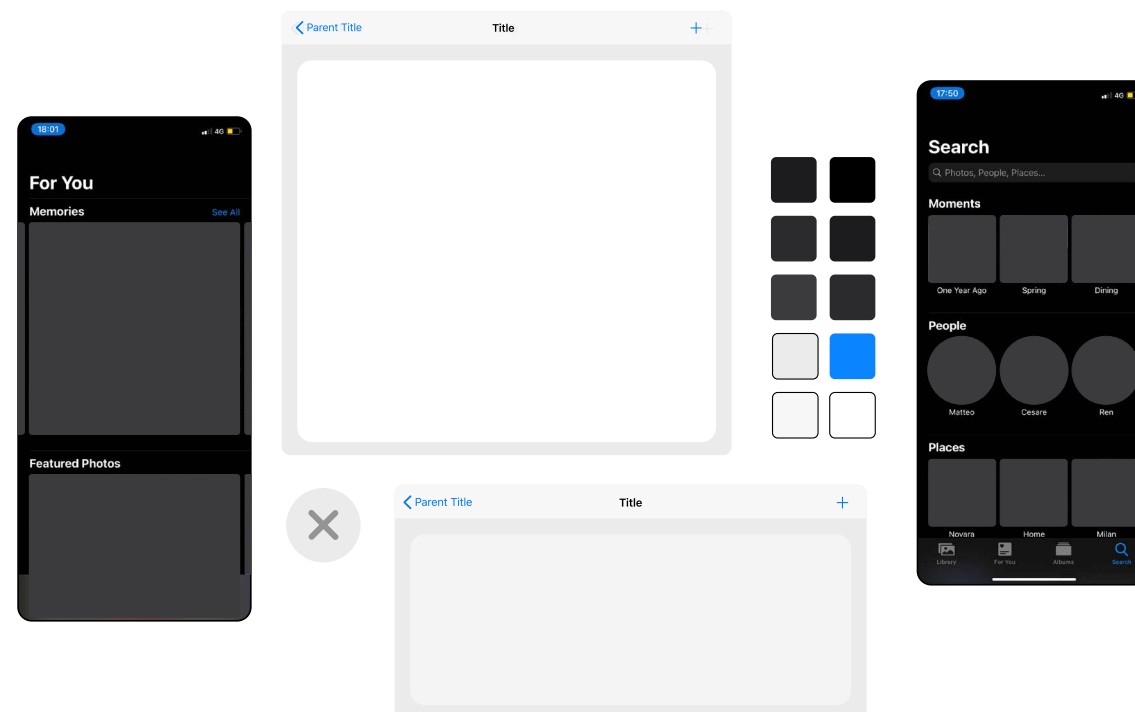 Parent Title
Title
18:01
4G
For You
Memories
See All
Featured Photos
Parent Title
Title
17:50
4G
Search
Photos, People, Places...
Moments
One Year Ago
Spring
Dining
People
Matteo
Cesare
Ren
Places
Novara
Home
Milan
Library
For You
Albums
Search